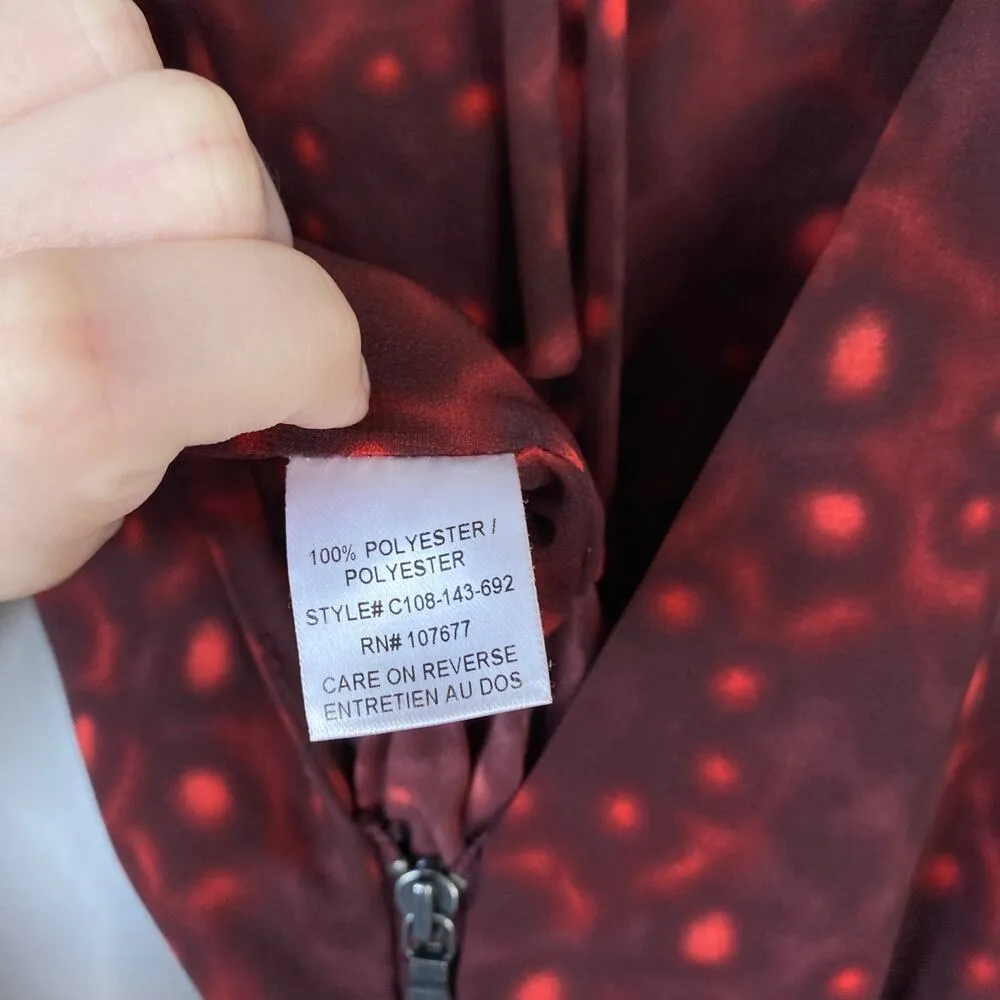 100% POLYESTER /
POLYESTER
STYLE# C108-143-692
RN# 107677
CARE ON REVERSE
ENTRETIEN AU DOS